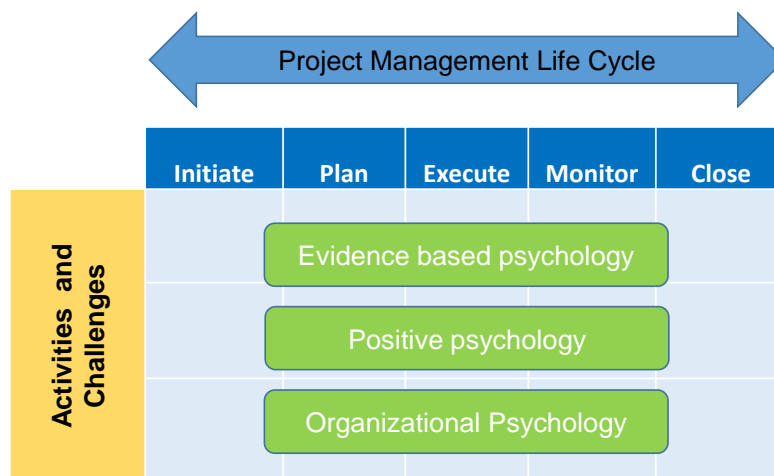 Project Management Life Cycle
Initiate Plan Execute Monitor Close
Activities and
Challenges
Evidence based psychology
Positive psychology
Organizational Psychology